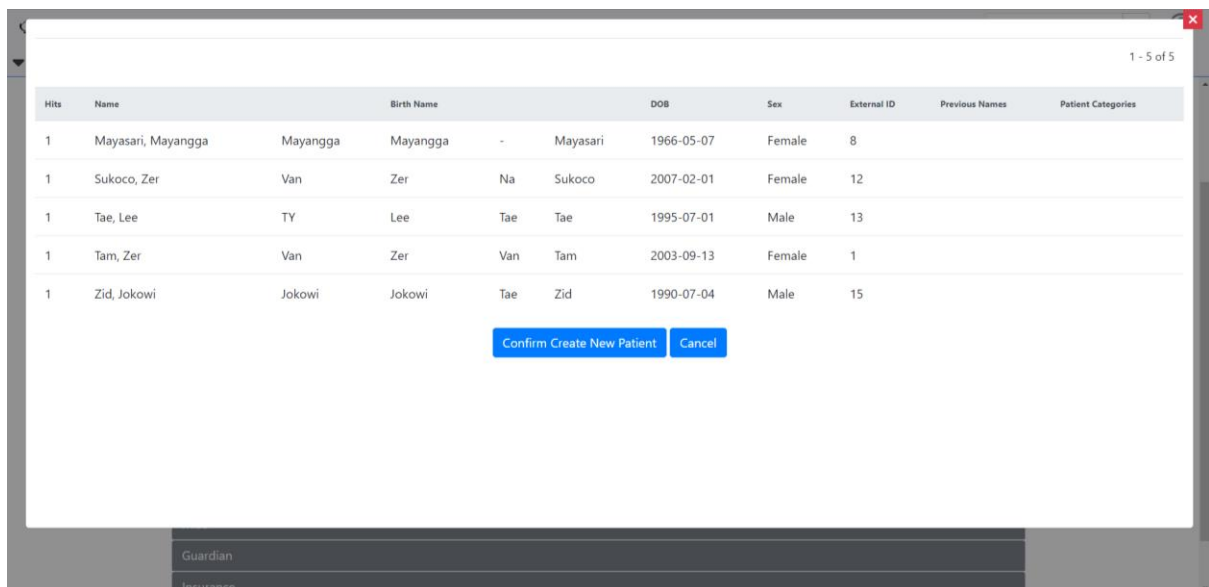 1 - 5 of 5
Hits Name Birth Name DOB Sex External ID Previous Names Patient Categories
1 Mayasari, Mayangga Mayangga Mayangga - Mayasari 1966-05-07 Female 8
1 Sukoco, Zer Van Zer Na Sukoco 2007-02-01 Female 12
1 Tae, Lee TY Lee Tae Tae 1995-07-01 Male 13
1 Tam, Zer Van Zer Van Tam 2003-09-13 Female 1
1 Zid, Jokowi Jokowi Jokowi Tae Zid 1990-07-04 Male 15
Confirm Create New Patient Cancel
Guardian
Insurance